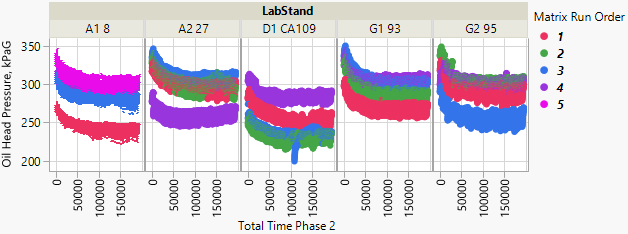 LabStand
A1 8 A2 27 D1 CA109 G1 93 G2 95
Matrix Run Order
1
2
3
4
5
Oil Head Pressure, kPaG
350
300
250
200
0 50000 100000 150000 0 50000 100000 150000 0 50000 100000 150000 0 50000 100000 150000 0 50000 100000 150000
Total Time Phase 2